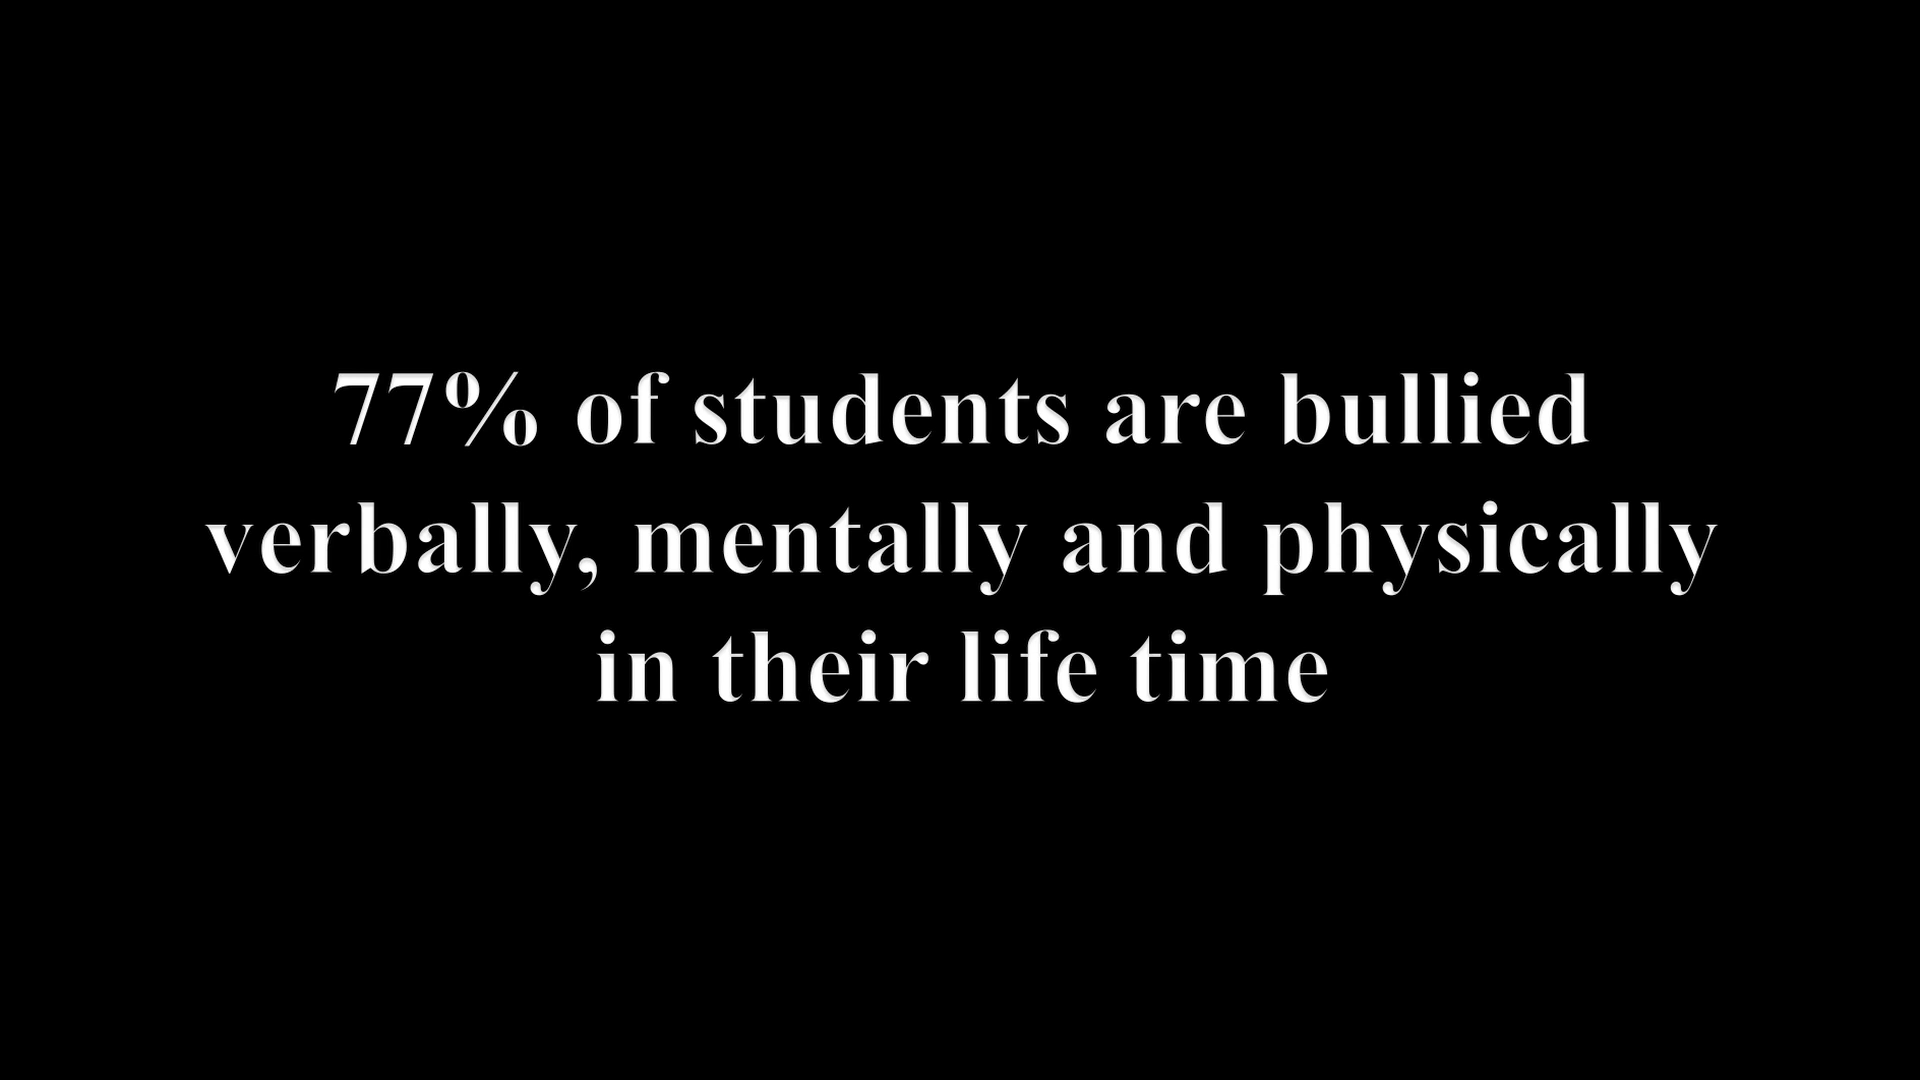 77% of students are bullied
verbally, mentally and physically
in their life time